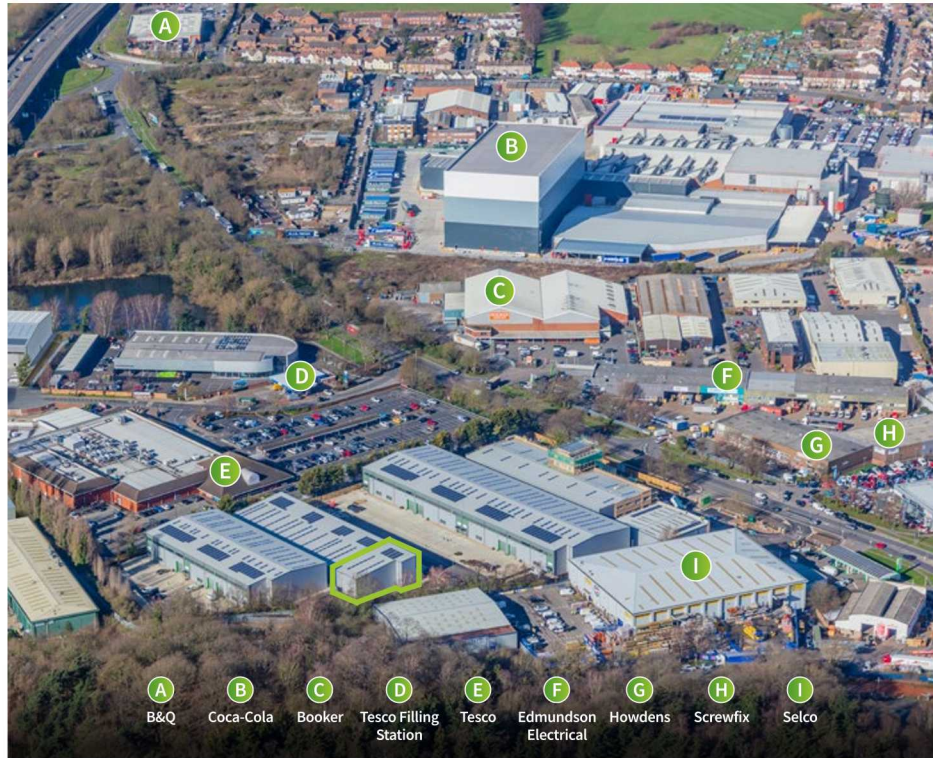 A
B
C
D
E
F
G
H
I
A
B
C
D
E
F
G
H
I
B&Q
Coca-Cola
Booker
Tesco Filling
Station
Tesco
Edmundson
Electrical
Howdens
Screwfix
Selco